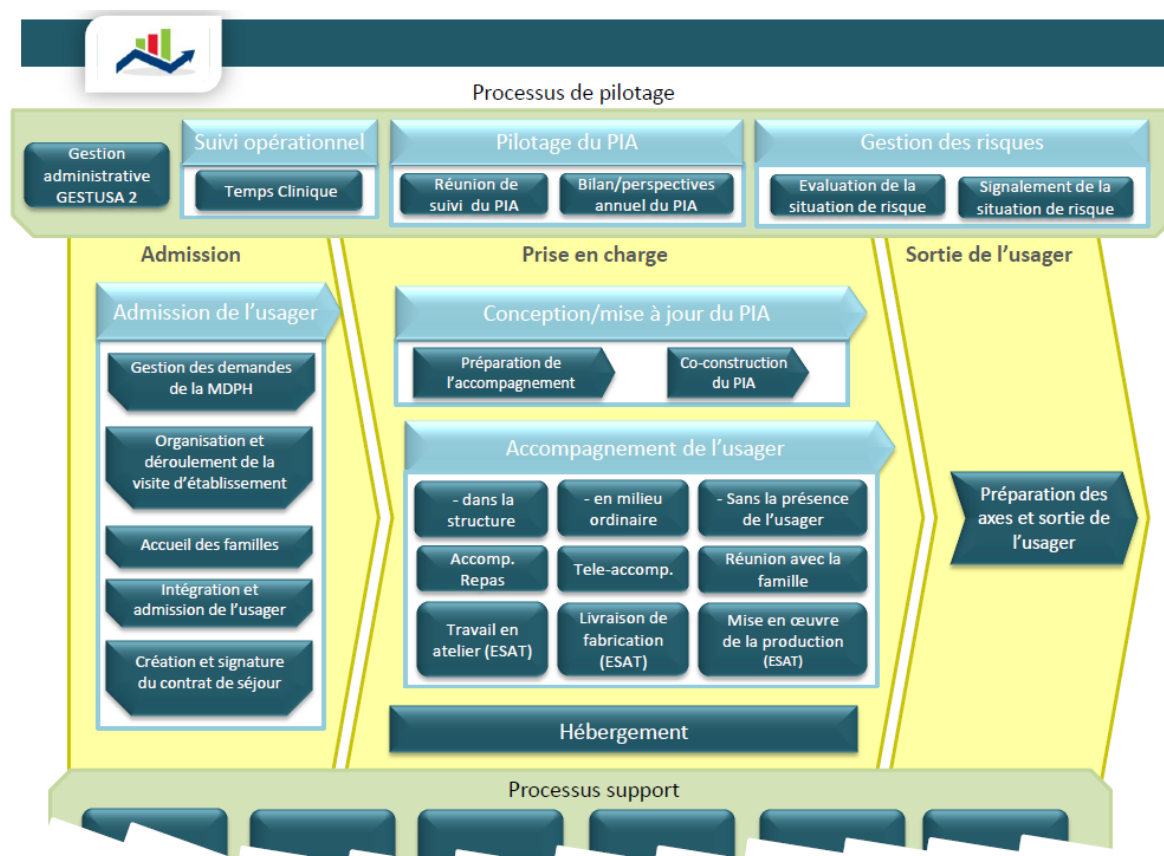 Processus de pilotage
Gestion
administrative
GESTUSA 2
Suivi opérationnel
Temps Clinique
Pilotage du PIA
Réunion de
suivi du PIA
Bilan/perspectives
annuel du PIA
Gestion des risques
Evaluation de la
situation de risque
Signalement de la
situation de risque
Admission
Admission de l’usager
Gestion des demandes
de la MDPH
Organisation et
déroulement de la
visite d’établissement
Accueil des familles
Intégration et
admission de l’usager
Création et signature
du contrat de séjour
Prise en charge
Conception/mise à jour du PIA
Préparation de
l’accompagnement
Co-construction
du PIA
Accompagnement de l’usager
- dans la
structure
- en milieu
ordinaire
- Sans la présence
de l’usager
Accomp.
Repas
Tele-accomp.
Réunion avec la
famille
Travail en
atelier (ESAT)
Livraison de
fabrication
(ESAT)
Mise en œuvre
de la production
(ESAT)
Hébergement
Sortie de l’usager
Préparation des
axes et sortie de
l’usager
Processus support